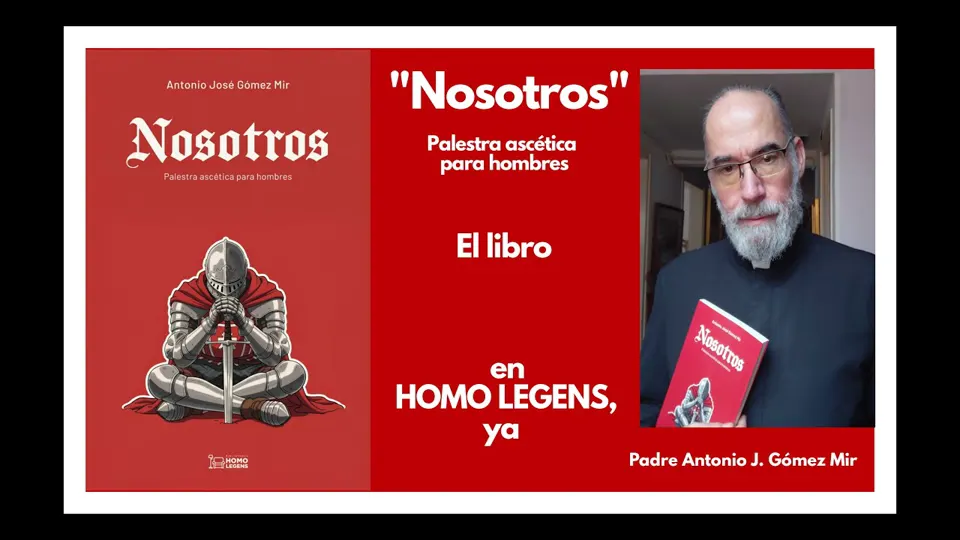 Antonio José Gómez Mir
Nosotros
Palestra ascética para hombres
HOMO
LEGENS
"Nosotros"
Palestra ascética
para hombres
El libro
en
HOMO LEGENS,
ya
Nosotros
Padre Antonio J. Gómez Mir